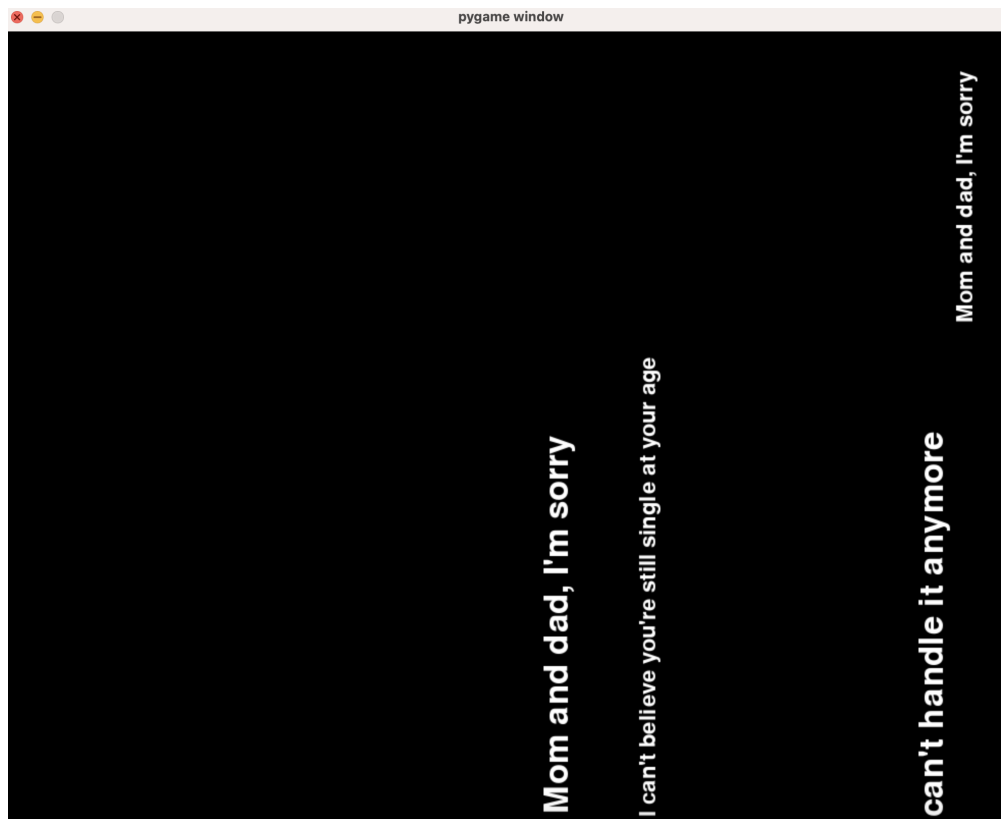 pygame window
Mom and dad, I'm sorry
I can't believe you're still single at your age
can't handle it anymore
Mom and dad, I'm sorry